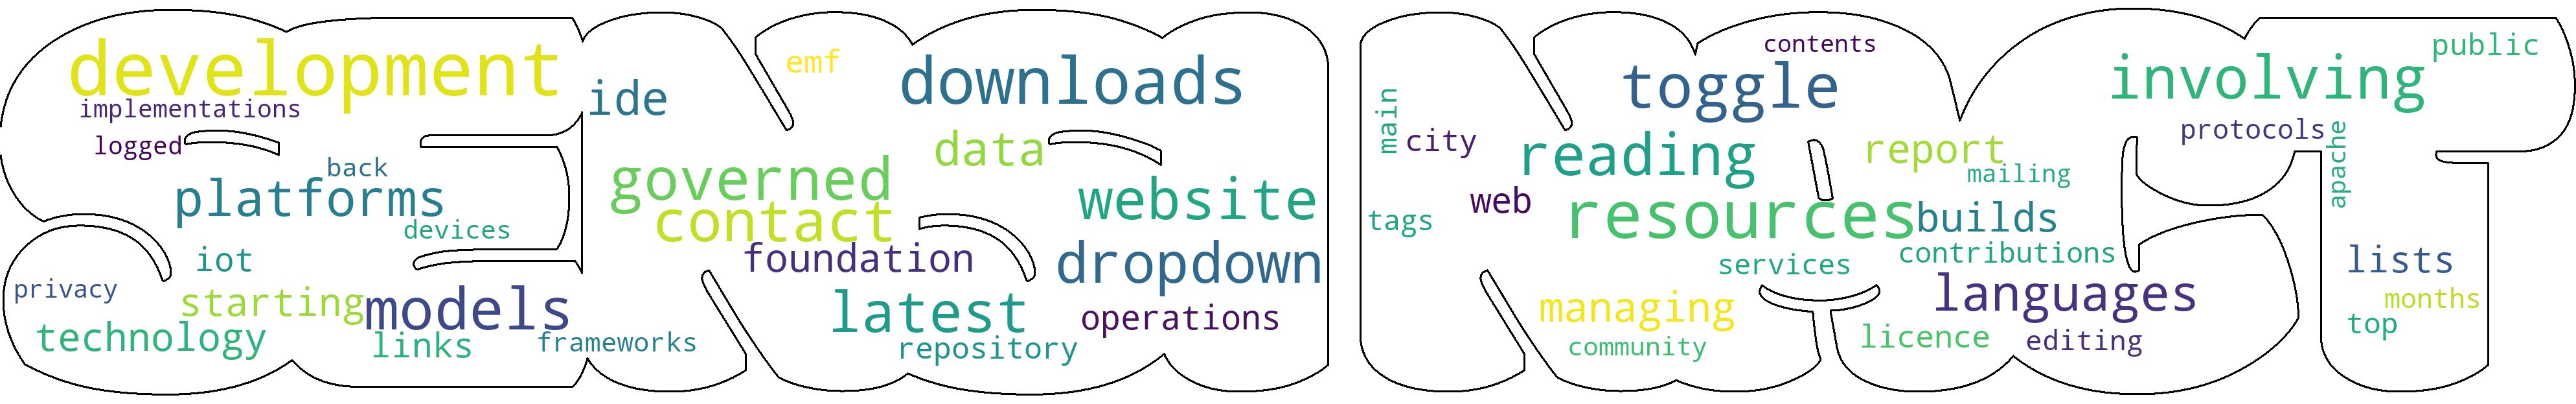 development
implementations
logged
back
platforms
devices
iot
privacy
starting
models
technology
links
frameworks
ide
emf
downloads
data
governed
contact
website
foundation
dropdown
latest
operations
repository
main
city
tags
web
contents
toggle
reading
report
mailing
resources
builds
contributions
services
managing
community
languages
licence
editing
involving
public
protocols
apache
lists
months
top